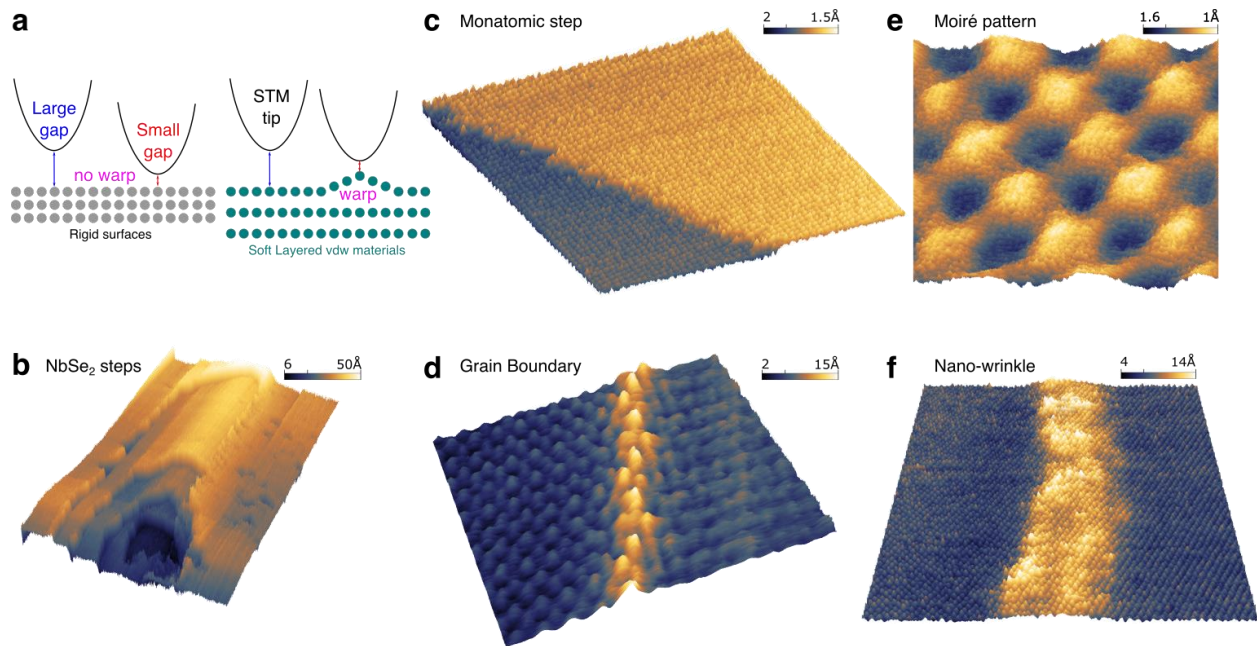 a
Large
gap
Small
gap
no warp
Rigid surfaces
STM
tip
warp
Soft Layered vdw materials
c Monatomic step
2 1.5Å
e Moiré pattern
1.6 1Å
b NbSe₂ steps
6 50Å
d Grain Boundary
2 15Å
f Nano-wrinkle
4 14Å